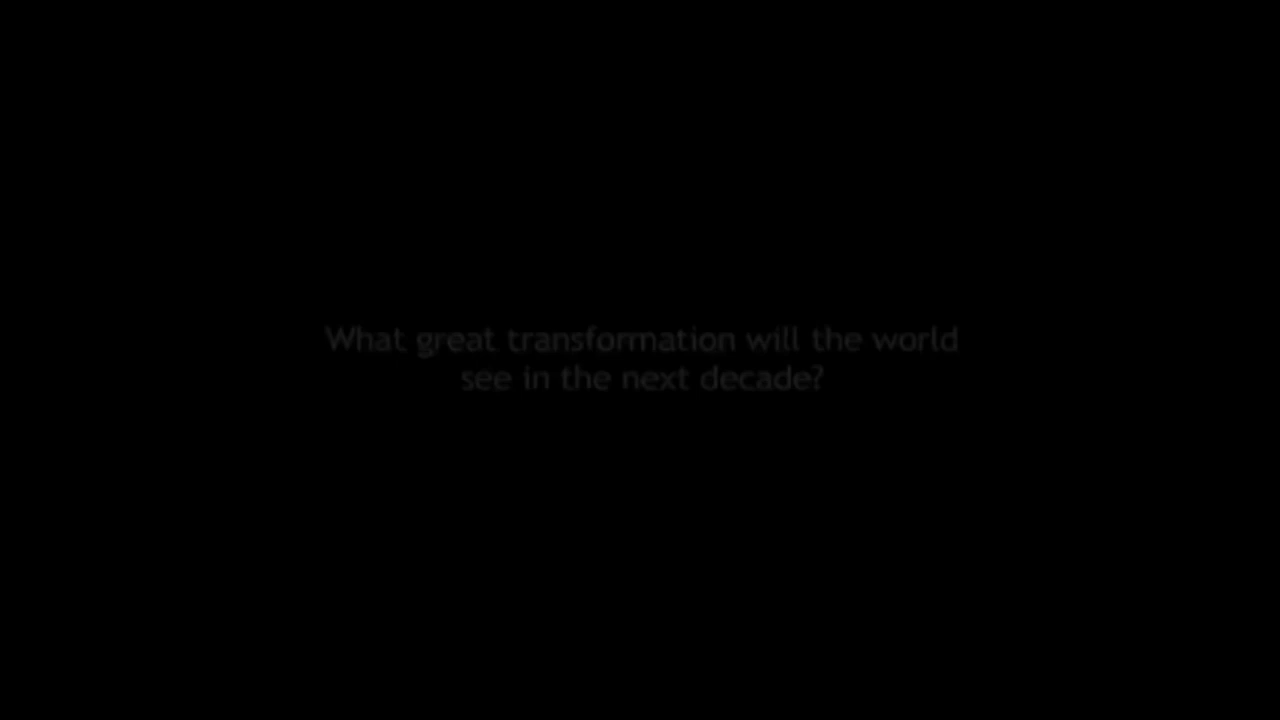 What great transformation will the world
see in the next decade?